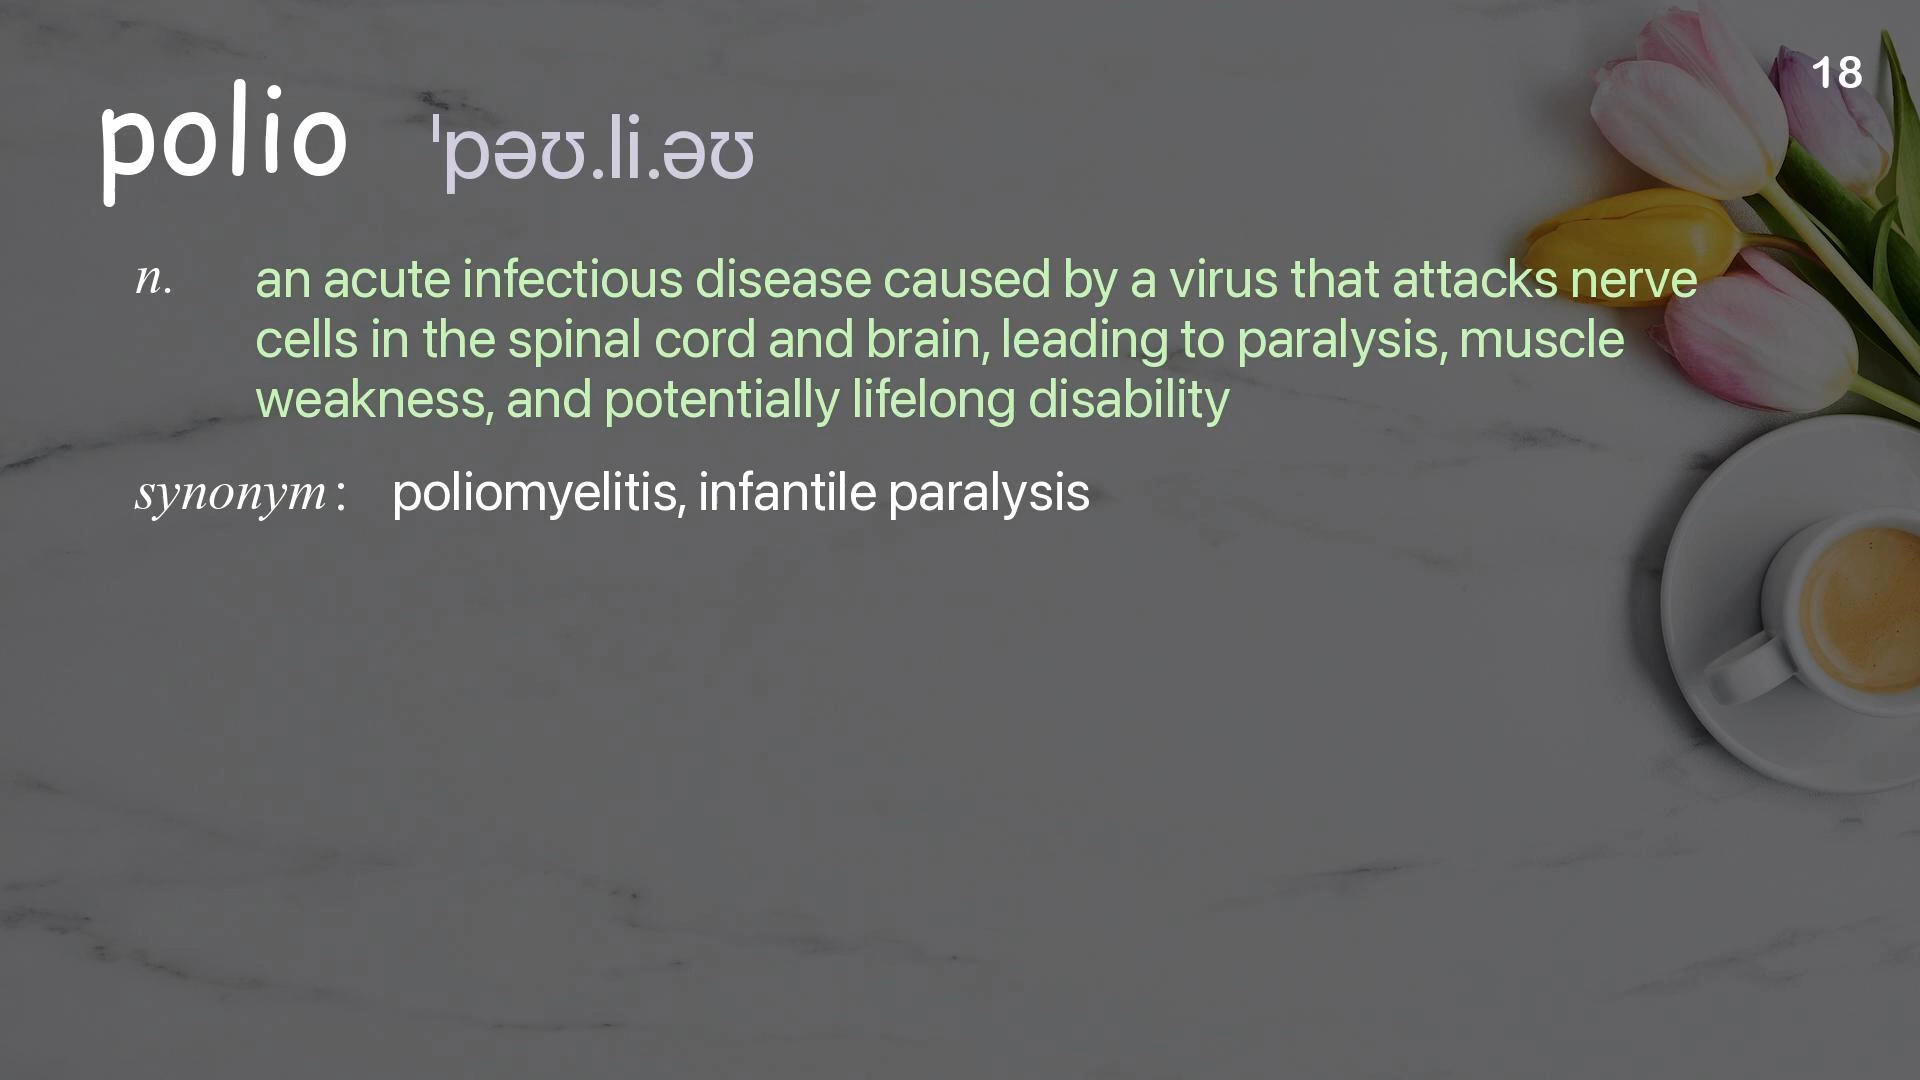 18
polio ˈpəʊ.li.əʊ
n. an acute infectious disease caused by a virus that attacks nerve
cells in the spinal cord and brain, leading to paralysis, muscle
weakness, and potentially lifelong disability
synonym: poliomyelitis, infantile paralysis